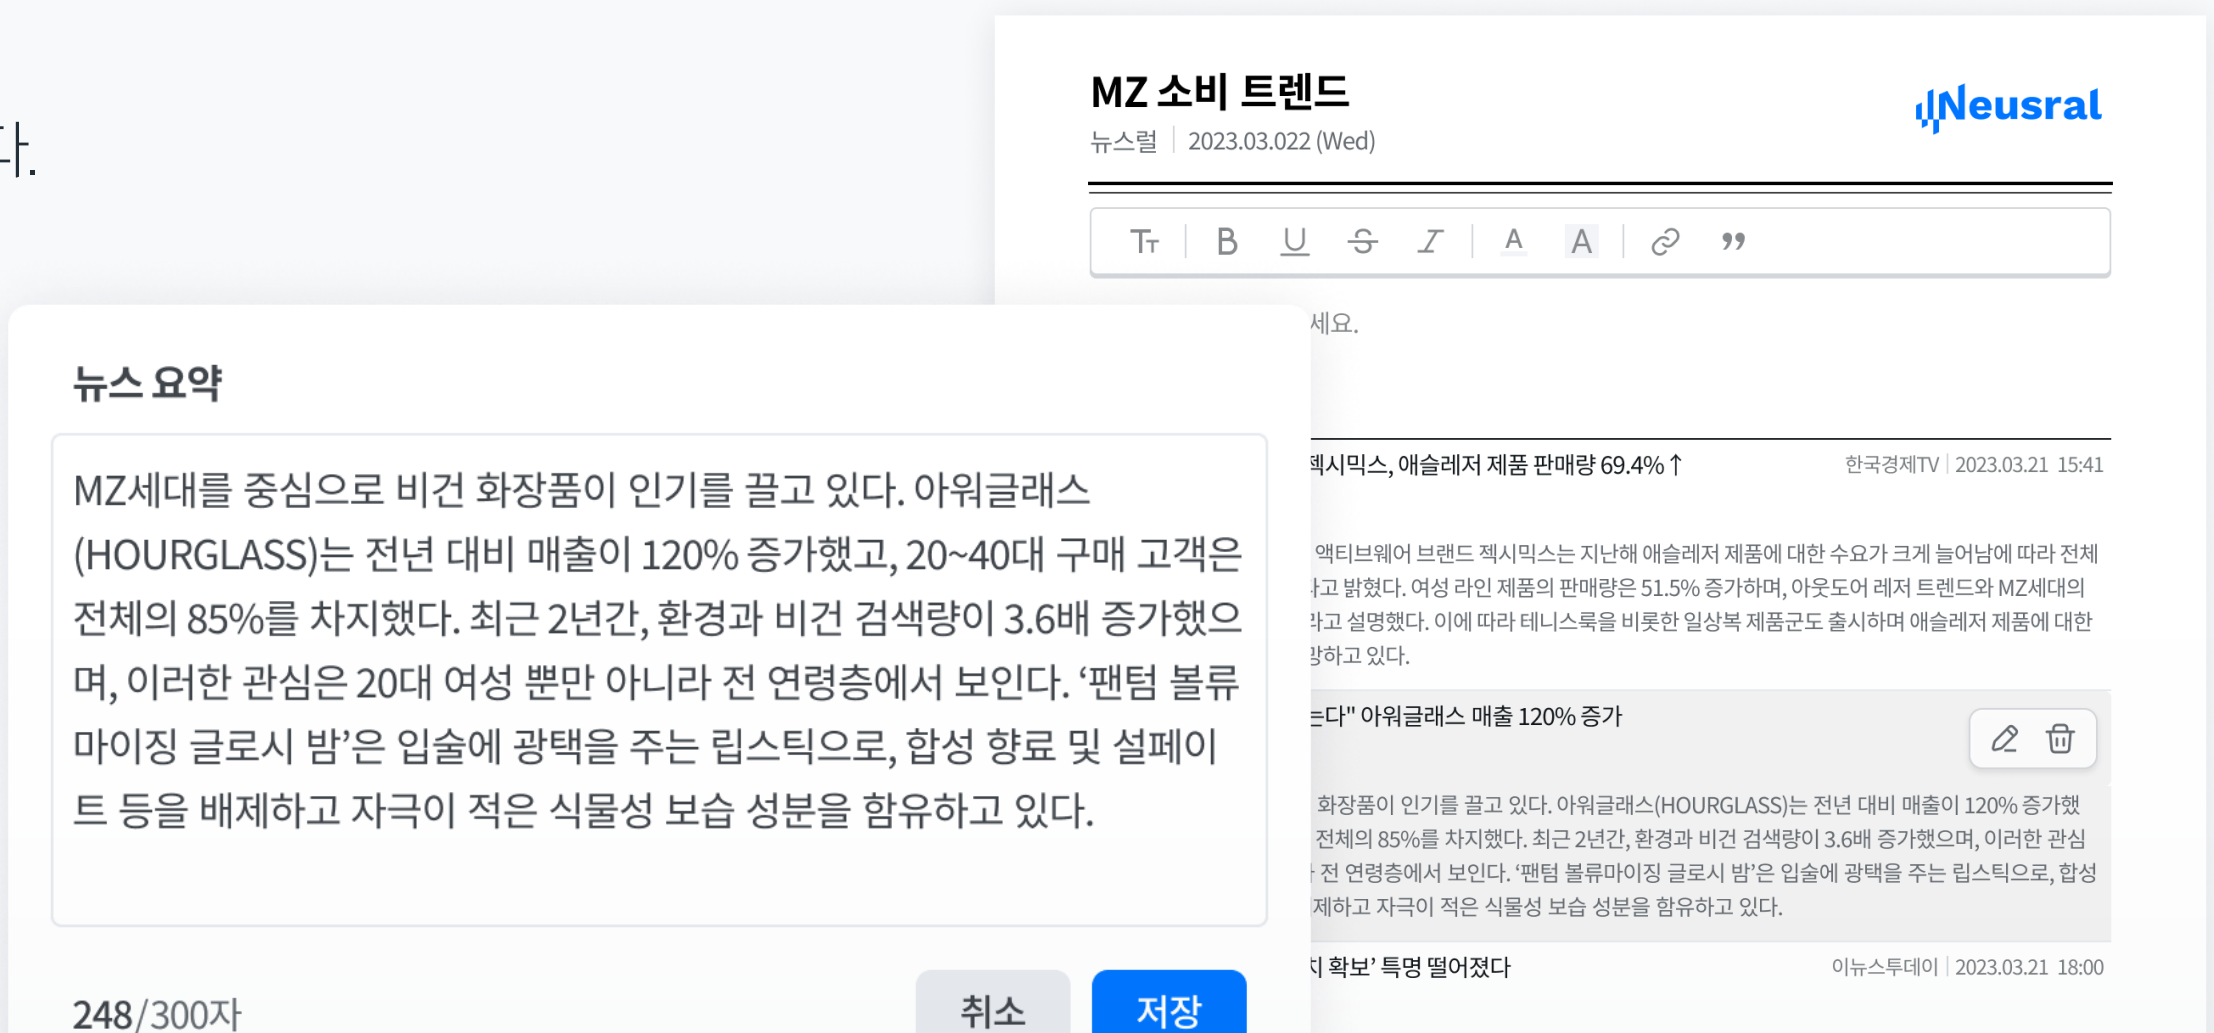 다.
MZ 소비 트렌드
뉴스럴 | 2023.03.022 (Wed)
Neusral
세요.
뉴스 요약
MZ세대를 중심으로 비건 화장품이 인기를 끌고 있다. 아워글래스
(HOURGLASS)는 전년 대비 매출이 120% 증가했고, 20~40대 구매 고객은
전체의 85%를 차지했다. 최근 2년간, 환경과 비건 검색량이 3.6배 증가했으
며, 이러한 관심은 20대 여성 뿐만 아니라 전 연령층에서 보인다. ‘팬텀 볼류
마이징 글로시 밤’은 입술에 광택을 주는 립스틱으로, 합성 향료 및 설페이
트 등을 배제하고 자극이 적은 식물성 보습 성분을 함유하고 있다.
248/300자
취소
저장
젝시믹스, 애슬레저 제품 판매량 69.4%↑
한국경제TV | 2023.03.21 15:41
액티브웨어 브랜드 젝시믹스는 지난해 애슬레저 제품에 대한 수요가 크게 늘어남에 따라 전체
라고 밝혔다. 여성 라인 제품의 판매량은 51.5% 증가하며, 아웃도어 레저 트렌드와 MZ세대의
라고 설명했다. 이에 따라 테니스룩을 비롯한 일상복 제품군도 출시하며 애슬레저 제품에 대한
망하고 있다.
는다" 아워글래스 매출 120% 증가
화장품이 인기를 끌고 있다. 아워글래스(HOURGLASS)는 전년 대비 매출이 120% 증가했
전체의 85%를 차지했다. 최근 2년간, 환경과 비건 검색량이 3.6배 증가했으며, 이러한 관심
전 연령층에서 보인다. ‘팬텀 볼류마이징 글로시 밤’은 입술에 광택을 주는 립스틱으로, 합성
제하고 자극이 적은 식물성 보습 성분을 함유하고 있다.
치 확보’ 특명 떨어졌다
이뉴스투데이 | 2023.03.21 18:00